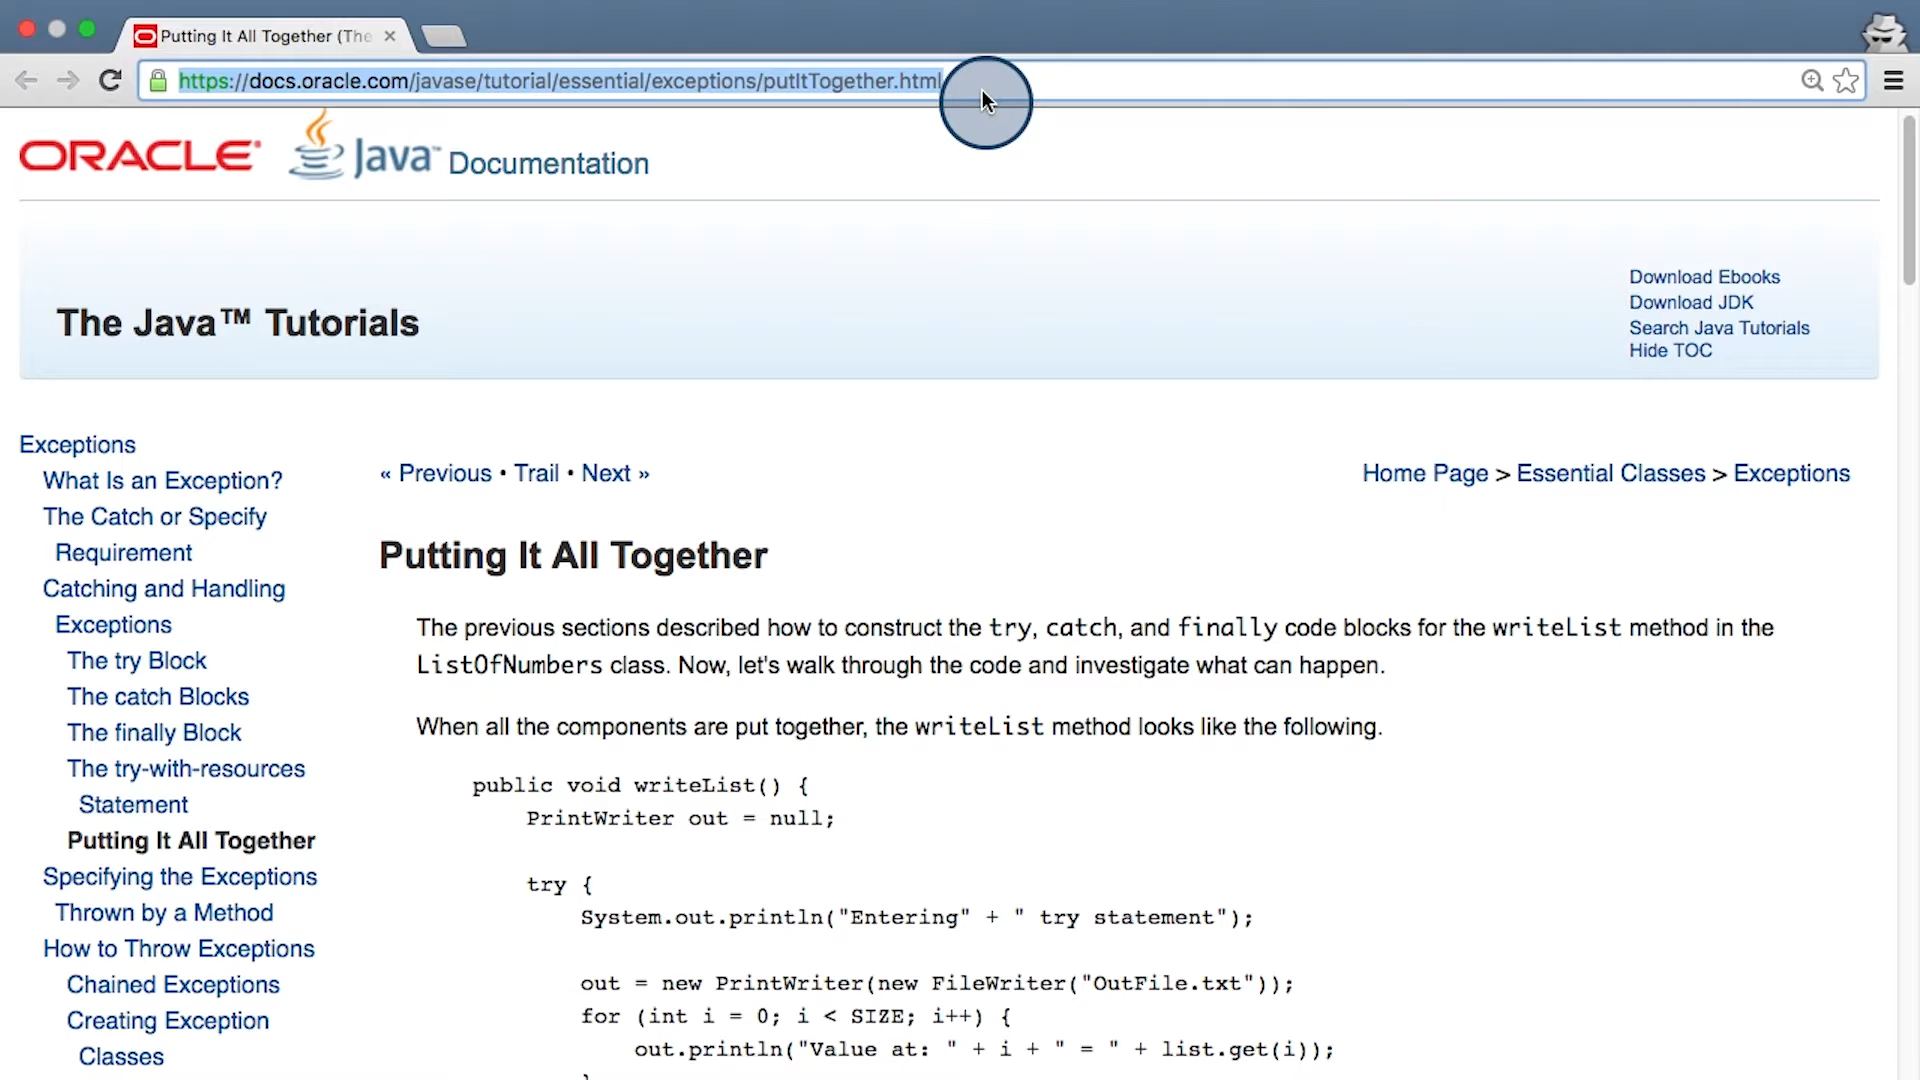 Putting It All Together (The
https://docs.oracle.com/javase/tutorial/essential/exceptions/putItTogether.html
ORACLE Java™ Documentation
The Java™ Tutorials
Download Ebooks
Download JDK
Search Java Tutorials
Hide TOC
Exceptions
What Is an Exception?
The Catch or Specify
Requirement
Catching and Handling
Exceptions
The try Block
The catch Blocks
The finally Block
The try-with-resources
Statement
Putting It All Together
Specifying the Exceptions
Thrown by a Method
How to Throw Exceptions
Chained Exceptions
Creating Exception
Classes
« Previous • Trail • Next »
Home Page > Essential Classes > Exceptions
Putting It All Together
The previous sections described how to construct the try, catch, and finally code blocks for the writeList method in the
ListOfNumbers class. Now, let's walk through the code and investigate what can happen.
When all the components are put together, the writeList method looks like the following.
public void writeList() {
PrintWriter out = null;
try {
System.out.println("Entering" + " try statement");
out = new PrintWriter(new FileWriter("OutFile.txt"));
for (int i = 0; i < SIZE; i++) {
out.println("Value at: " + i + " = " + list.get(i));